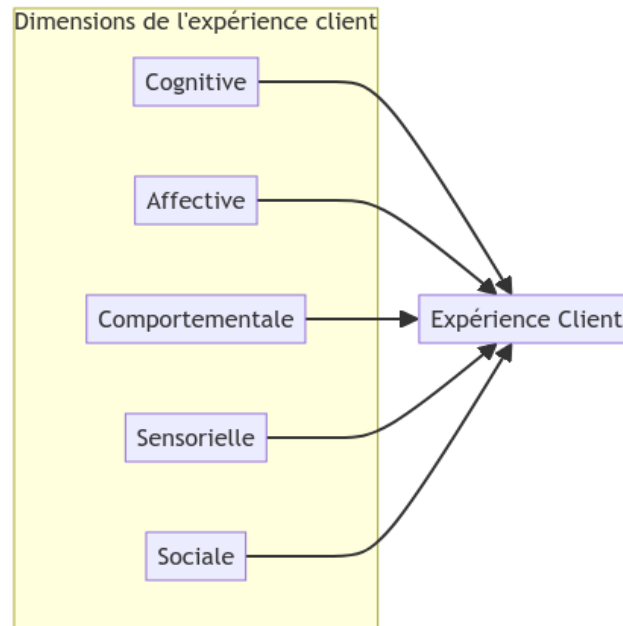 Dimensions de l'expérience client
Cognitive
Affective
Comportementale
Expérience Client
Sensorielle
Sociale